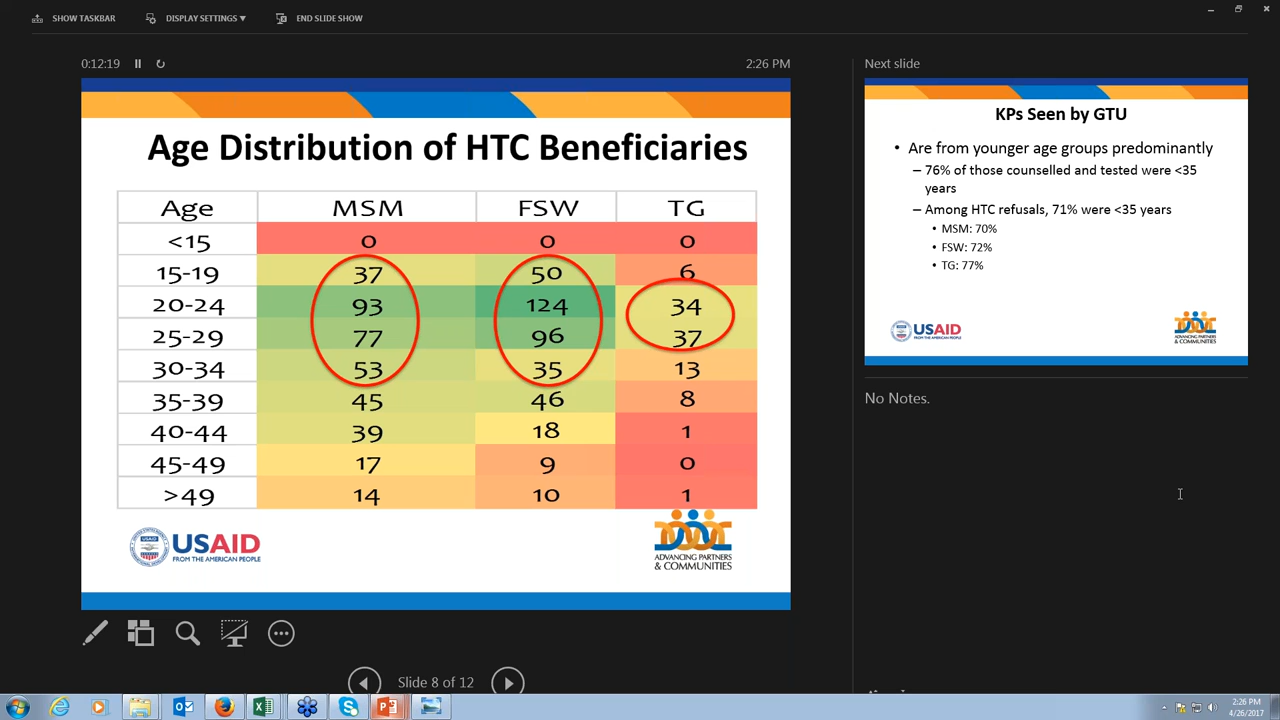 SHOW TASKBAR DISPLAY SETTINGS ▼ END SLIDE SHOW
0:12:19 2:26 PM
Age Distribution of HTC Beneficiaries
Age MSM FSW TG
<15 0 0 0
15-19 37 50 6
20-24 93 124 34
25-29 77 96 37
30-34 53 35 13
35-39 45 46 8
40-44 39 18 1
45-49 17 9 0
>49 14 10 1
USAID
FROM THE AMERICAN PEOPLE
ADVANCING PARTNERS
& COMMUNITIES
Slide 8 of 12
Next slide
KPs Seen by GTU
• Are from younger age groups predominantly
– 76% of those counselled and tested were <35
years
– Among HTC refusals, 71% were <35 years
• MSM: 70%
• FSW: 72%
• TG: 77%
USAID
FROM THE AMERICAN PEOPLE
ADVANCING PARTNERS
& COMMUNITIES
No Notes.
2:26 PM
4/26/2017